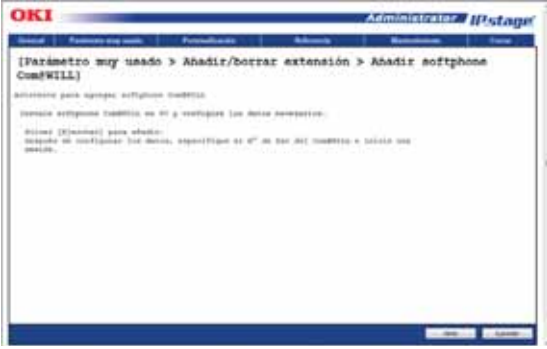 OKI
Administrator IPstage
General Parámetro muy usado Personalización Referencia Mantenimiento Cerrar
[Parámetro muy usado > Añadir/borrar extensión > Añadir softphone
Com@WILL]
Asistente para agregar softphone Com@Will
Instale softphone Com@Will en PC y configure los datos necesarios.
Pulsar [Ejecutar] para añadir.
Después de configurar los datos, especifique el Nº de Ext del Com@Will e inicie una
sesión.